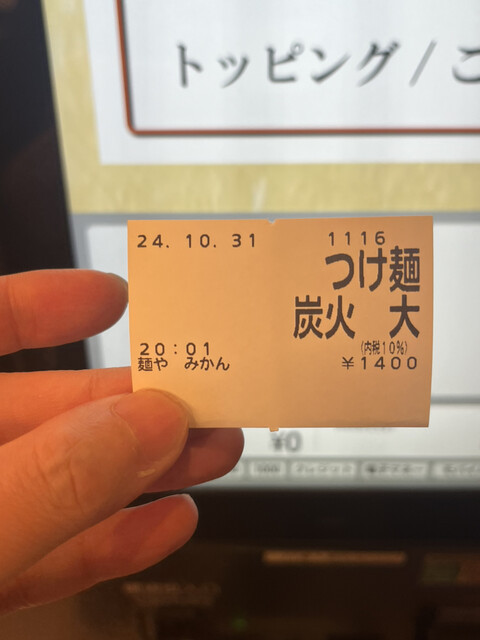 トッピング / こ
24.10.31 1116
つけ麺
炭火 大
20:01 (内税10%)
麺や みかん ¥1400
¥0